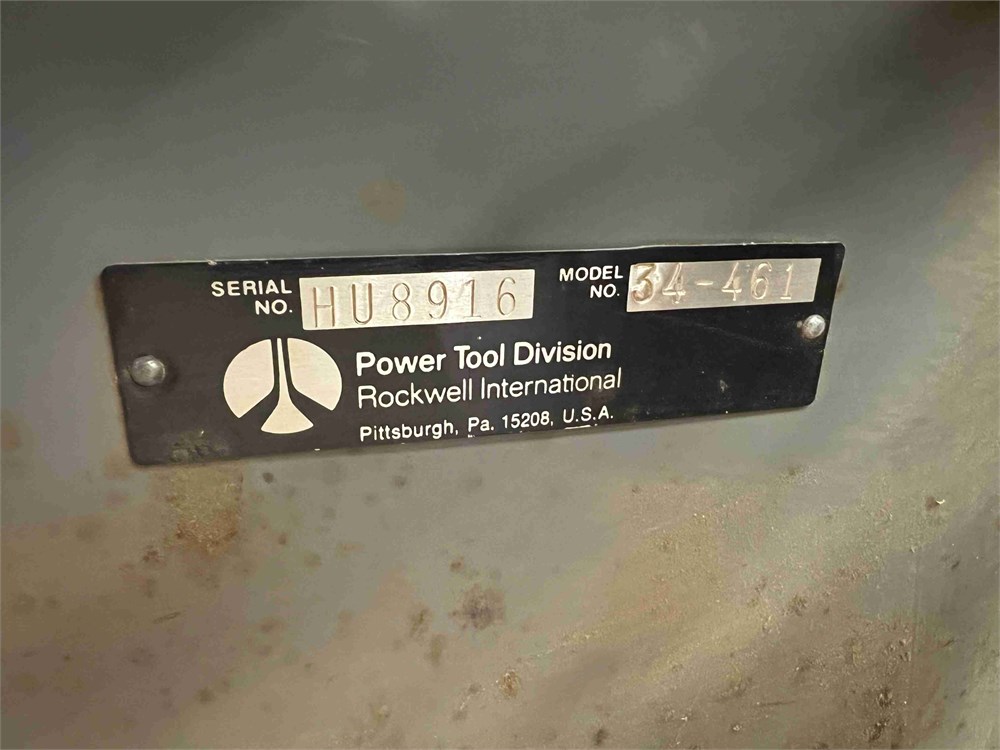 SERIAL NO. HU8916
MODEL NO. 34-461
Power Tool Division
Rockwell International
Pittsburgh, Pa. 15208, U.S.A.